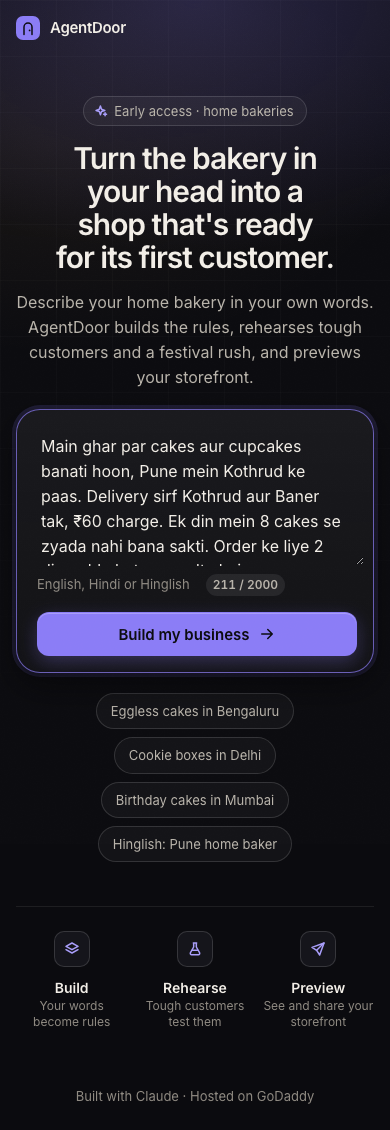 AgentDoor
Early access · home bakeries
Turn the bakery in
your head into a
shop that's ready
for its first customer.
Describe your home bakery in your own words.
AgentDoor builds the rules, rehearses tough
customers and a festival rush, and previews
your storefront.
Main ghar par cakes aur cupcakes
banati hoon, Pune mein Kothrud ke
paas. Delivery sirf Kothrud aur Baner
tak, ₹60 charge. Ek din mein 8 cakes se
zyada nahi bana sakti. Order ke liye 2
English, Hindi or Hinglish 211 / 2000
Build my business →
Eggless cakes in Bengaluru
Cookie boxes in Delhi
Birthday cakes in Mumbai
Hinglish: Pune home baker
Build
Your words
become rules
Rehearse
Tough customers
test them
Preview
See and share your
storefront
Built with Claude · Hosted on GoDaddy